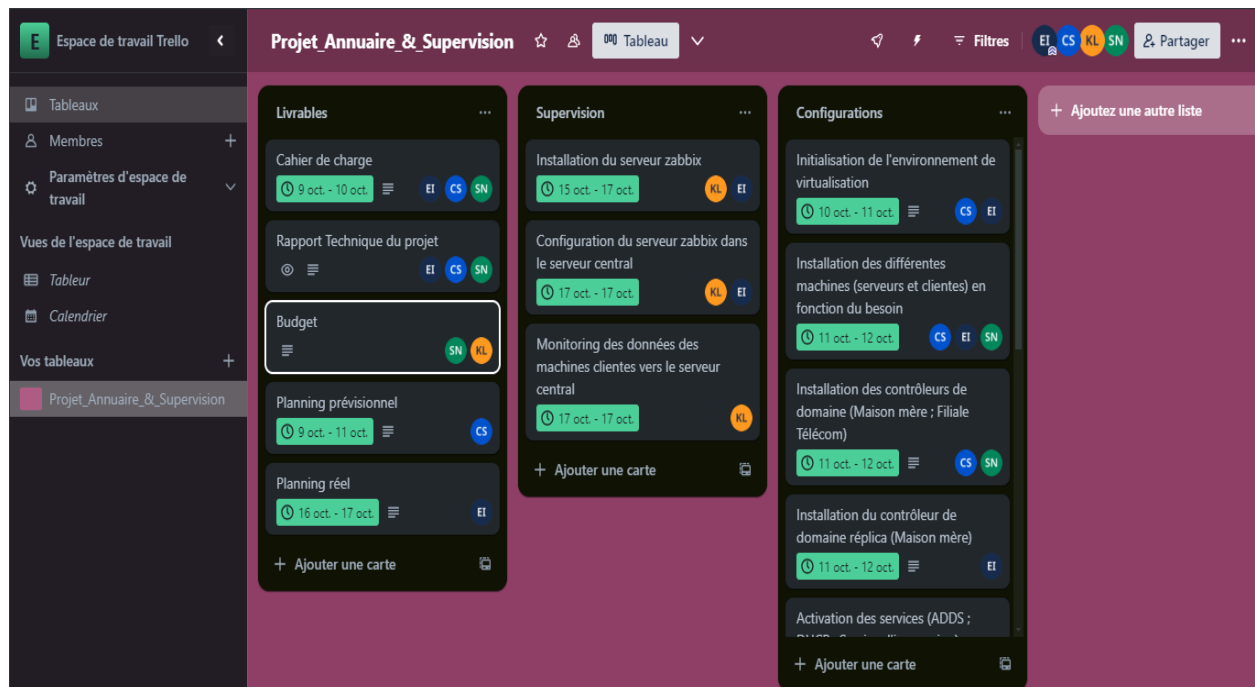 E Espace de travail Trello
Projet_Annuaire_&_Supervision
Tableau
Filtres
EI CS KL SN
Partager
Tableaux
Membres
Paramètres d'espace de
travail
Vues de l'espace de travail
Tableur
Calendrier
Vos tableaux
Projet_Annuaire_&_Supervision
Livrables
Cahier de charge
9 oct. - 10 oct.
EI CS SN
Rapport Technique du projet
EI CS SN
Budget
SN KL
Planning prévisionnel
9 oct. - 11 oct.
CS
Planning réel
16 oct. - 17 oct.
EI
+ Ajouter une carte
Supervision
Installation du serveur zabbix
15 oct. - 17 oct.
KL EI
Configuration du serveur zabbix dans
le serveur central
17 oct. - 17 oct.
KL EI
Monitoring des données des
machines clientes vers le serveur
central
17 oct. - 17 oct.
KL
+ Ajouter une carte
Configurations
Initialisation de l'environnement de
virtualisation
10 oct. - 11 oct.
CS EI
Installation des différentes
machines (serveurs et clientes) en
fonction du besoin
11 oct. - 12 oct.
CS EI SN
Installation des contrôleurs de
domaine (Maison mère ; Filiale
Télécom)
11 oct. - 12 oct.
CS SN
Installation du contrôleur de
domaine réplica (Maison mère)
11 oct. - 12 oct.
EI
Activation des services (ADDS ;
+ Ajouter une carte
+ Ajoutez une autre liste